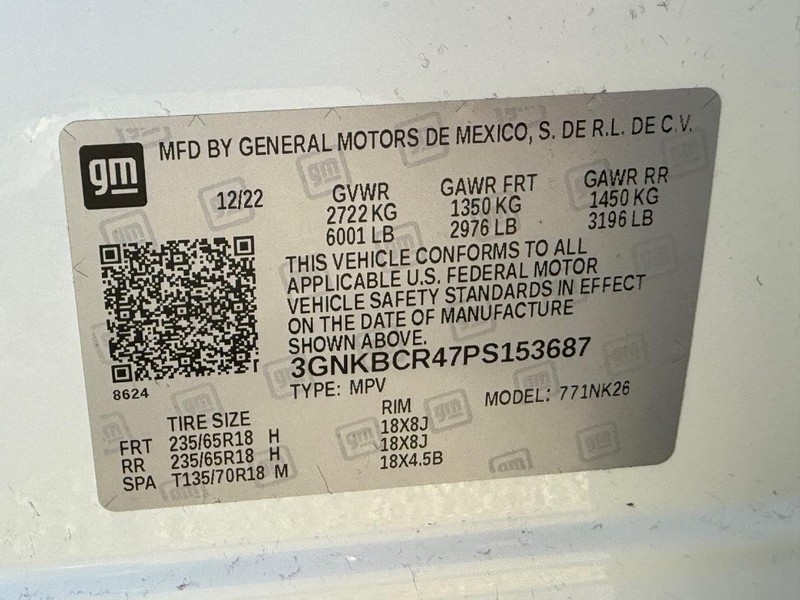 gm
MFD BY GENERAL MOTORS DE MEXICO, S. DE R.L. DE C.V.
12/22
GVWR
2722 KG
6001 LB
GAWR FRT
1350 KG
2976 LB
GAWR RR
1450 KG
3196 LB
THIS VEHICLE CONFORMS TO ALL
APPLICABLE U.S. FEDERAL MOTOR
VEHICLE SAFETY STANDARDS IN EFFECT
ON THE DATE OF MANUFACTURE
SHOWN ABOVE.
3GNKBCR47PS153687
TYPE: MPV
MODEL: 771NK26
8624
TIRE SIZE RIM
FRT 235/65R18 H 18X8J
RR 235/65R18 H 18X8J
SPA T135/70R18 M 18X4.5B